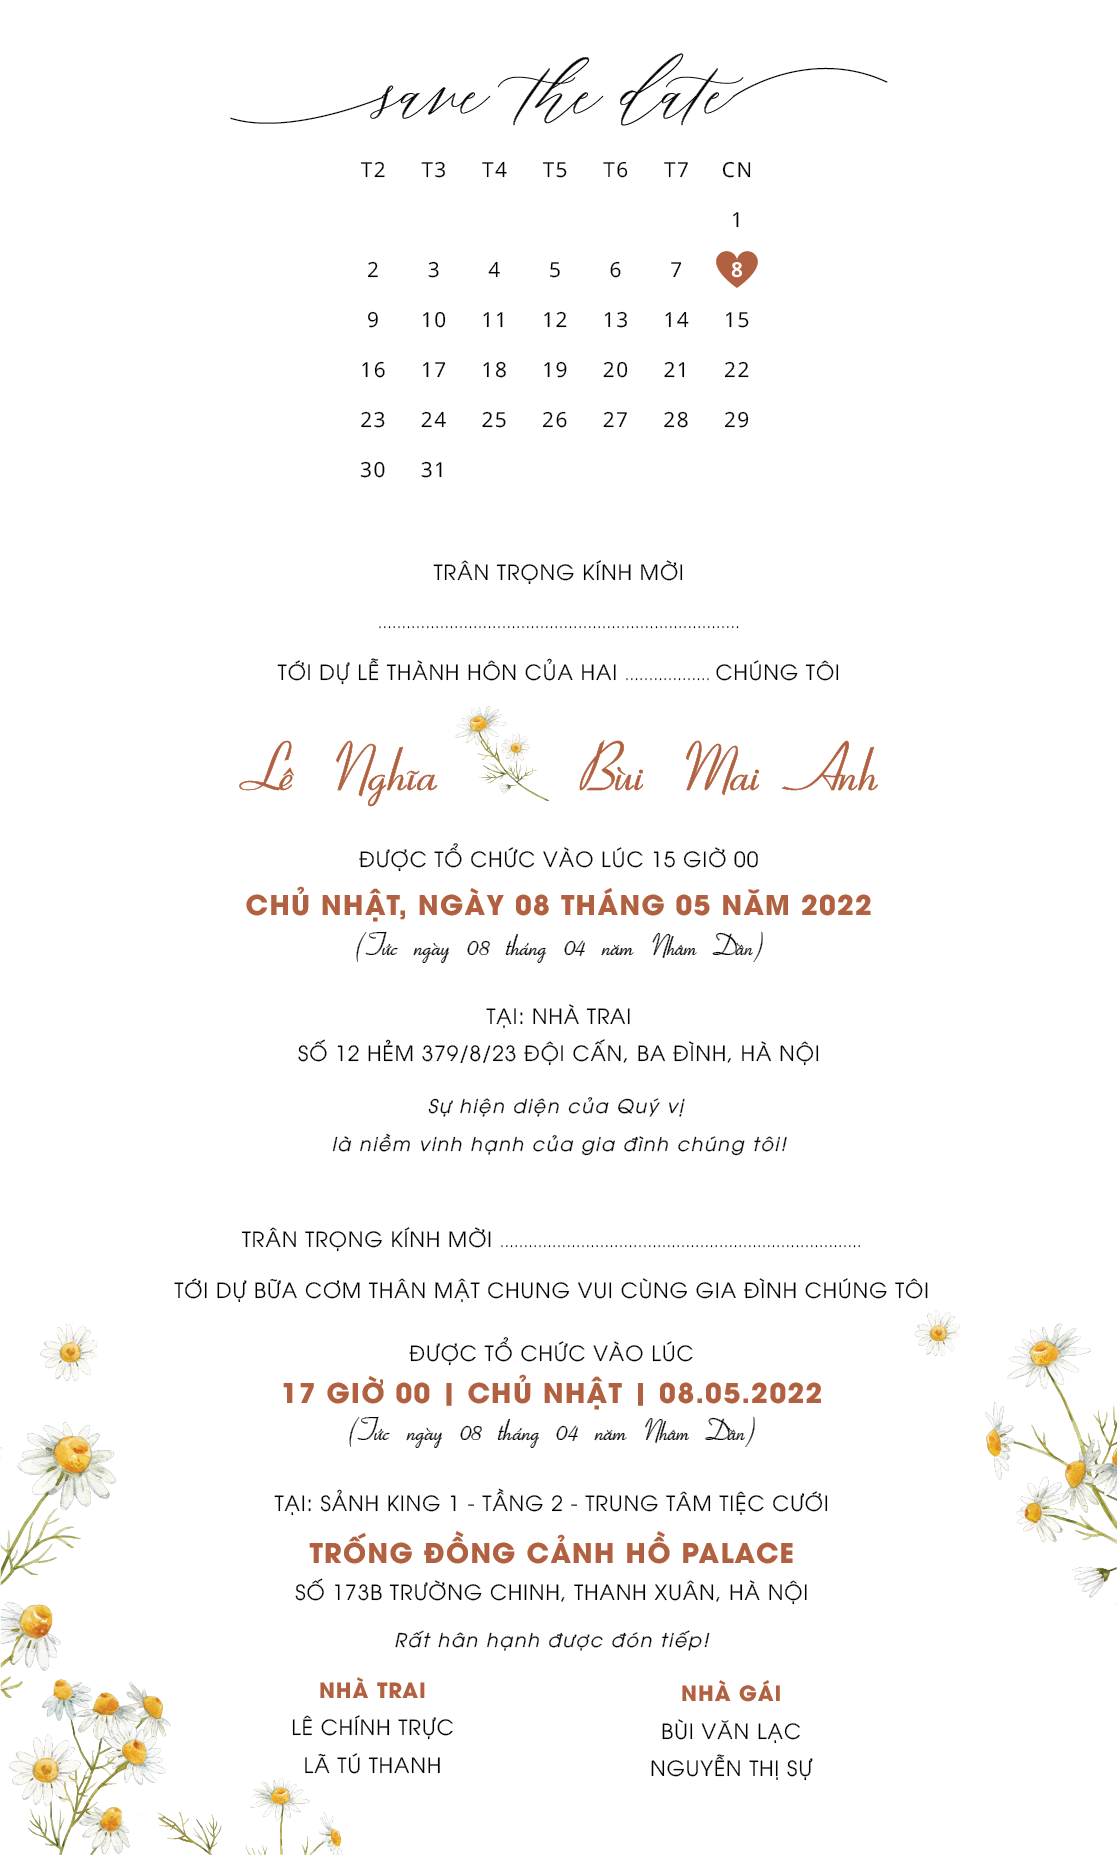 save the date
T2 T3 T4 T5 T6 T7 CN
1
2 3 4 5 6 7 8
9 10 11 12 13 14 15
16 17 18 19 20 21 22
23 24 25 26 27 28 29
30 31
TRÂN TRỌNG KÍNH MỜI
............................................................................
TỚI DỰ LỄ THÀNH HÔN CỦA HAI .................. CHÚNG TÔI
Lê Nghĩa Bùi Mai Anh
ĐƯỢC TỔ CHỨC VÀO LÚC 15 GIỜ 00
CHỦ NHẬT, NGÀY 08 THÁNG 05 NĂM 2022
(Tức ngày 08 tháng 04 năm Nhâm Dần)
TẠI: NHÀ TRAI
SỐ 12 HẺM 379/8/23 ĐỘI CẤN, BA ĐÌNH, HÀ NỘI
Sự hiện diện của Quý vị
là niềm vinh hạnh của gia đình chúng tôi!
TRÂN TRỌNG KÍNH MỜI ............................................................................
TỚI DỰ BỮA CƠM THÂN MẬT CHUNG VUI CÙNG GIA ĐÌNH CHÚNG TÔI
ĐƯỢC TỔ CHỨC VÀO LÚC
17 GIỜ 00 | CHỦ NHẬT | 08.05.2022
(Tức ngày 08 tháng 04 năm Nhâm Dần)
TẠI: SẢNH KING 1 - TẦNG 2 - TRUNG TÂM TIỆC CƯỚI
TRỐNG ĐỒNG CẢNH HỒ PALACE
SỐ 173B TRƯỜNG CHINH, THANH XUÂN, HÀ NỘI
Rất hân hạnh được đón tiếp!
NHÀ TRAI
LÊ CHÍNH TRỰC
LÃ TÚ THANH
NHÀ GÁI
BÙI VĂN LẠC
NGUYỄN THỊ SỰ